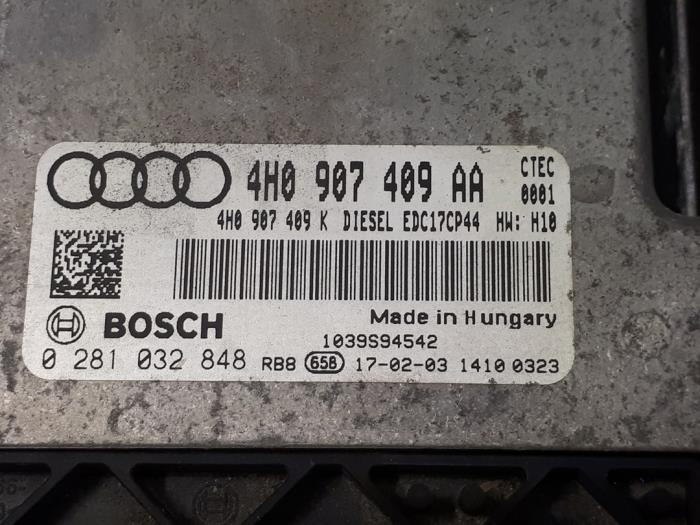 4H0 907 409 AA CTEC
0001
4H0 907 409 K DIESEL EDC17CP44 HW: H10
Made in Hungary
BOSCH
1039S94542
0 281 032 848 RB8 658 17-02-03 1410 0323